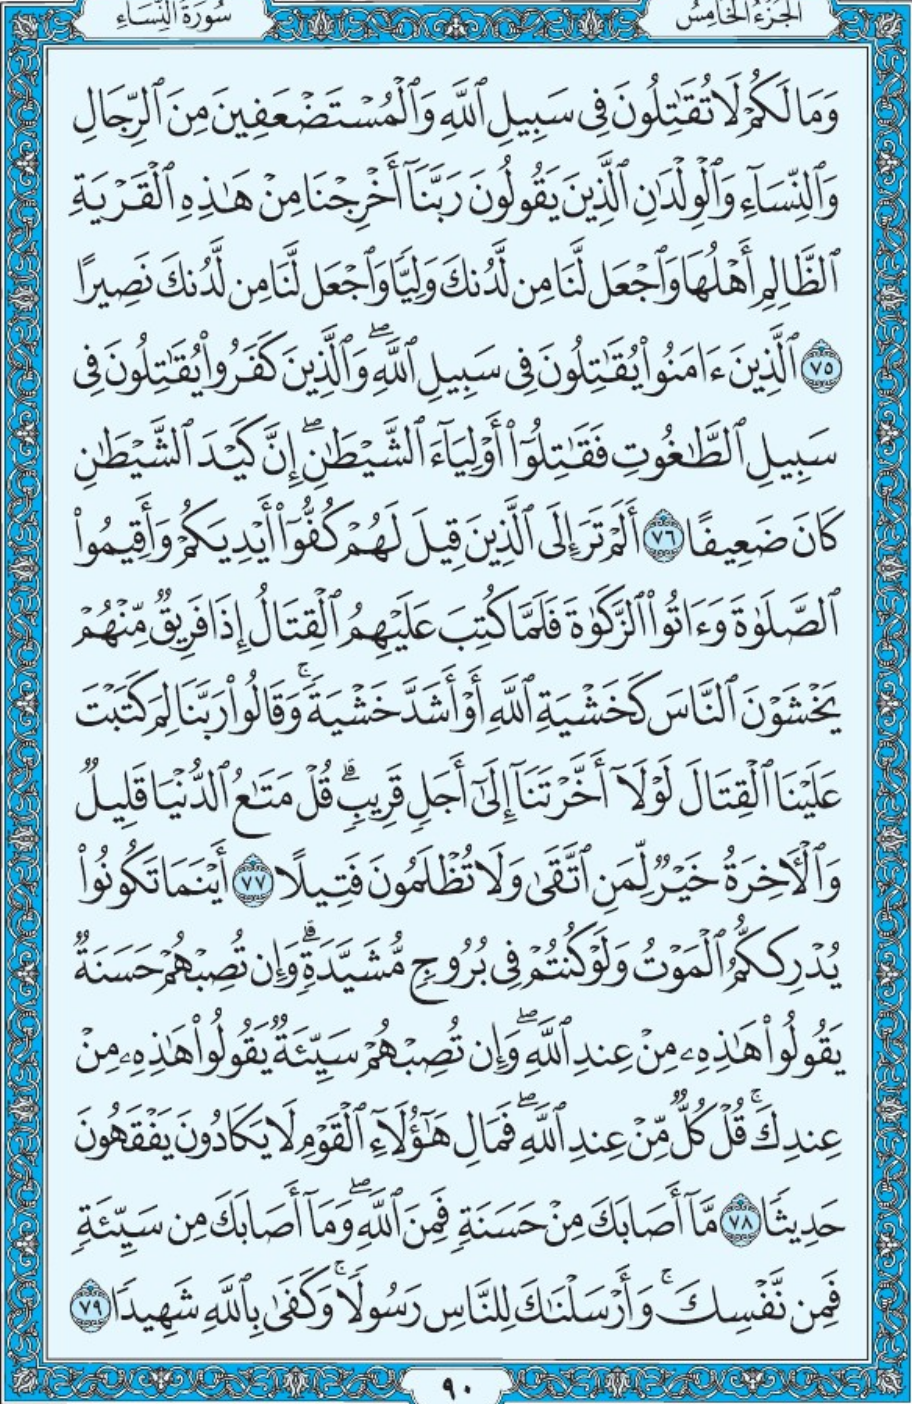 الجزء الخامس
سورة النساء
وَمَا لَكُمْ لَا تُقَٰتِلُونَ فِى سَبِيلِ ٱللَّهِ وَٱلْمُسْتَضْعَفِينَ مِنَ ٱلرِّجَالِ
وَٱلنِّسَآءِ وَٱلْوِلْدَٰنِ ٱلَّذِينَ يَقُولُونَ رَبَّنَآ أَخْرِجْنَا مِنْ هَٰذِهِ ٱلْقَرْيَةِ
ٱلظَّالِمِ أَهْلُهَا وَٱجْعَل لَّنَا مِن لَّدُنكَ وَلِيًّا وَٱجْعَل لَّنَا مِن لَّدُنكَ نَصِيرًا
٧٥ ٱلَّذِينَ ءَامَنُوا۟ يُقَٰتِلُونَ فِى سَبِيلِ ٱللَّهِ ۖ وَٱلَّذِينَ كَفَرُوا۟ يُقَٰتِلُونَ فِى
سَبِيلِ ٱلطَّٰغُوتِ فَقَٰتِلُوٓا۟ أَوْلِيَآءَ ٱلشَّيْطَٰنِ ۖ إِنَّ كَيْدَ ٱلشَّيْطَٰنِ
كَانَ ضَعِيفًا ٧٦ أَلَمْ تَرَ إِلَى ٱلَّذِينَ قِيلَ لَهُمْ كُفُّوٓا۟ أَيْدِيَكُمْ وَأَقِيمُوا۟
ٱلصَّلَوٰةَ وَءَاتُوا۟ ٱلزَّكَوٰةَ فَلَمَّا كُتِبَ عَلَيْهِمُ ٱلْقِتَالُ إِذَا فَرِيقٌ مِّنْهُمْ
يَخْشَوْنَ ٱلنَّاسَ كَخَشْيَةِ ٱللَّهِ أَوْ أَشَدَّ خَشْيَةً ۚ وَقَالُوا۟ رَبَّنَا لِمَ كَتَبْتَ
عَلَيْنَا ٱلْقِتَالَ لَوْلَآ أَخَّرْتَنَآ إِلَىٰٓ أَجَلٍ قَرِيبٍ ۗ قُلْ مَتَٰعُ ٱلدُّنْيَا قَلِيلٌ
وَٱلْءَاخِرَةُ خَيْرٌ لِّمَنِ ٱتَّقَىٰ وَلَا تُظْلَمُونَ فَتِيلًا ٧٧ أَيْنَمَا تَكُونُوا۟
يُدْرِككُّمُ ٱلْمَوْتُ وَلَوْ كُنتُمْ فِى بُرُوجٍ مُّشَيَّدَةٍ ۗ وَإِن تُصِبْهُمْ حَسَنَةٌ
يَقُولُوا۟ هَٰذِهِۦ مِنْ عِندِ ٱللَّهِ ۖ وَإِن تُصِبْهُمْ سَيِّئَةٌ يَقُولُوا۟ هَٰذِهِۦ مِنْ
عِندِكَ ۚ قُلْ كُلٌّ مِّنْ عِندِ ٱللَّهِ ۖ فَمَالِ هَٰٓؤُلَآءِ ٱلْقَوْمِ لَا يَكَادُونَ يَفْقَهُونَ
حَدِيثًا ٧٨ مَّآ أَصَابَكَ مِنْ حَسَنَةٍ فَمِنَ ٱللَّهِ ۖ وَمَآ أَصَابَكَ مِن سَيِّئَةٍ
فَمِن نَّفْسِكَ ۚ وَأَرْسَلْنَٰكَ لِلنَّاسِ رَسُولًا ۚ وَكَفَىٰ بِٱللَّهِ شَهِيدًا ٧٩
٩٠